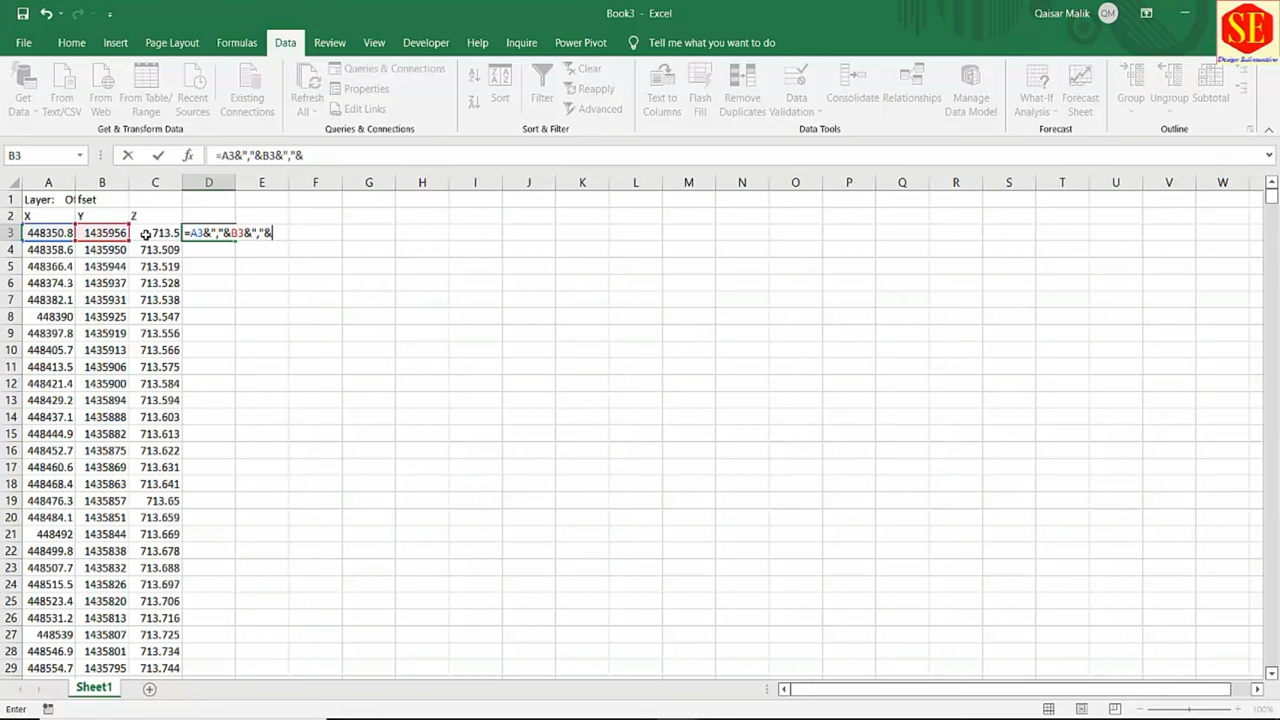 Book3 - Excel
Qaisar Malik
QM
SE
File Home Insert Page Layout Formulas Data Review View Developer Help Inquire Power Pivot Tell me what you want to do
Get Data
From Text/CSV
From Web
From Table/Range
Recent Sources
Existing Connections
Get & Transform Data
Refresh All
Queries & Connections
Properties
Edit Links
Queries & Connections
Sort
Filter
Clear
Reapply
Advanced
Sort & Filter
Text to Columns
Flash Fill
Remove Duplicates
Data Validation
Consolidate
Relationships
Manage Data Model
Data Tools
What-If Analysis
Forecast Sheet
Forecast
Group
Ungroup
Subtotal
Outline
B3 fx =A3&","&B3&","&
A B C D E F G H I J K L M N O P Q R S T U V W
1 Layer: Of fset
2 X Y Z
3 448350.8 1435956 713.5 =A3&","&B3&","&
4 448358.6 1435950 713.509
5 448366.4 1435944 713.519
6 448374.3 1435937 713.528
7 448382.1 1435931 713.538
8 448390 1435925 713.547
9 448397.8 1435919 713.556
10 448405.7 1435913 713.566
11 448413.5 1435906 713.575
12 448421.4 1435900 713.584
13 448429.2 1435894 713.594
14 448437.1 1435888 713.603
15 448444.9 1435882 713.613
16 448452.7 1435875 713.622
17 448460.6 1435869 713.631
18 448468.4 1435863 713.641
19 448476.3 1435857 713.65
20 448484.1 1435851 713.659
21 448492 1435844 713.669
22 448499.8 1435838 713.678
23 448507.7 1435832 713.688
24 448515.5 1435826 713.697
25 448523.4 1435820 713.706
26 448531.2 1435813 713.716
27 448539 1435807 713.725
28 448546.9 1435801 713.734
29 448554.7 1435795 713.744
Sheet1
Enter
100%